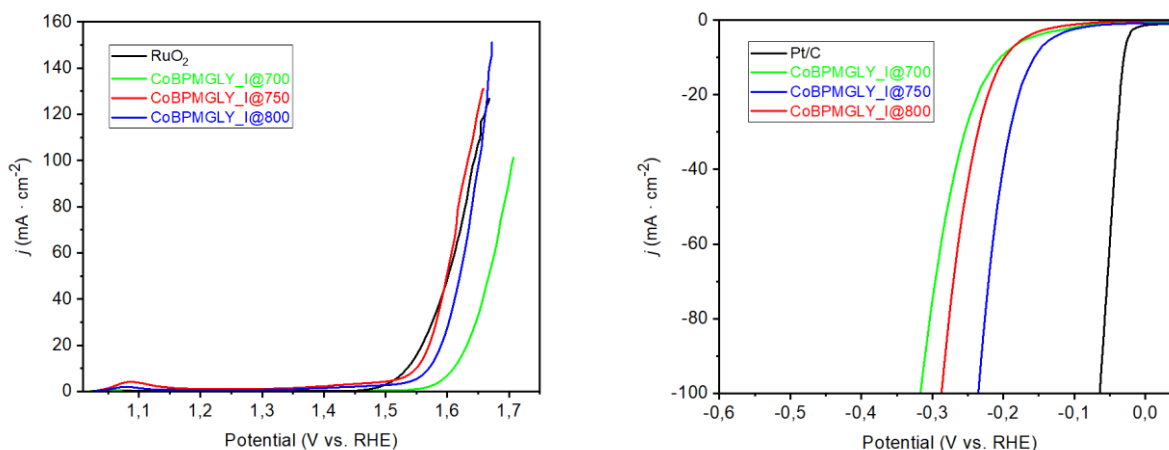 160
140
120
100
80
60
40
20
0
j (mA · cm⁻²)
RuO₂
CoBPMGLY_I@700
CoBPMGLY_I@750
CoBPMGLY_I@800
1,1 1,2 1,3 1,4 1,5 1,6 1,7
Potential (V vs. RHE)
0
-20
-40
-60
-80
-100
j (mA · cm⁻²)
Pt/C
CoBPMGLY_I@700
CoBPMGLY_I@750
CoBPMGLY_I@800
-0,6 -0,5 -0,4 -0,3 -0,2 -0,1 0,0
Potential (V vs. RHE)